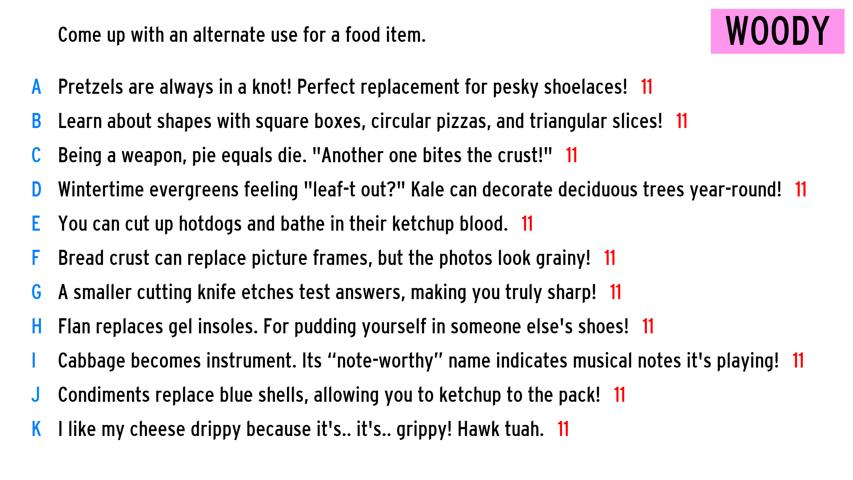 WOODY
Come up with an alternate use for a food item.
A Pretzels are always in a knot! Perfect replacement for pesky shoelaces! 11
B Learn about shapes with square boxes, circular pizzas, and triangular slices! 11
C Being a weapon, pie equals die. "Another one bites the crust!" 11
D Wintertime evergreens feeling "leaf-t out?" Kale can decorate deciduous trees year-round! 11
E You can cut up hotdogs and bathe in their ketchup blood. 11
F Bread crust can replace picture frames, but the photos look grainy! 11
G A smaller cutting knife etches test answers, making you truly sharp! 11
H Flan replaces gel insoles. For pudding yourself in someone else's shoes! 11
I Cabbage becomes instrument. Its “note-worthy” name indicates musical notes it's playing! 11
J Condiments replace blue shells, allowing you to ketchup to the pack! 11
K I like my cheese drippy because it's.. it's.. grippy! Hawk tuah. 11